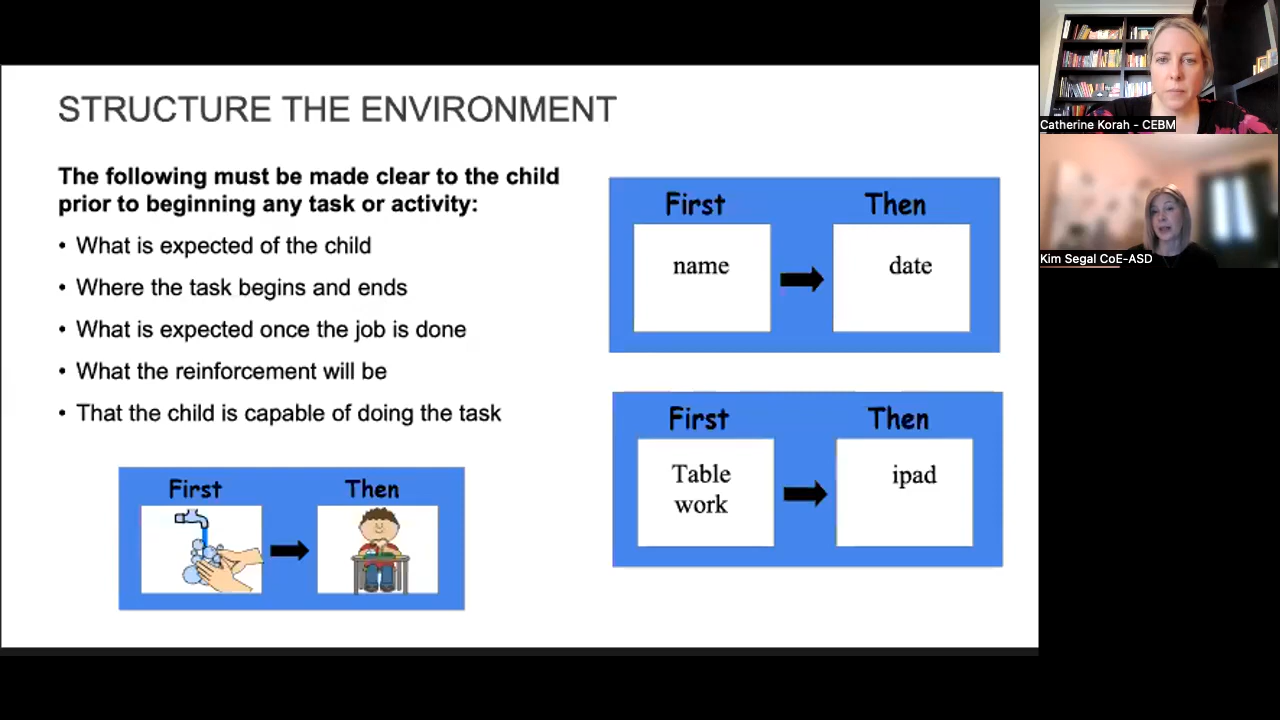 STRUCTURE THE ENVIRONMENT
The following must be made clear to the child
prior to beginning any task or activity:
• What is expected of the child
• Where the task begins and ends
• What is expected once the job is done
• What the reinforcement will be
• That the child is capable of doing the task
First Then
First Then
name date
First Then
Table
work
ipad
Catherine Korah - CEBM
Kim Segal CoE-ASD